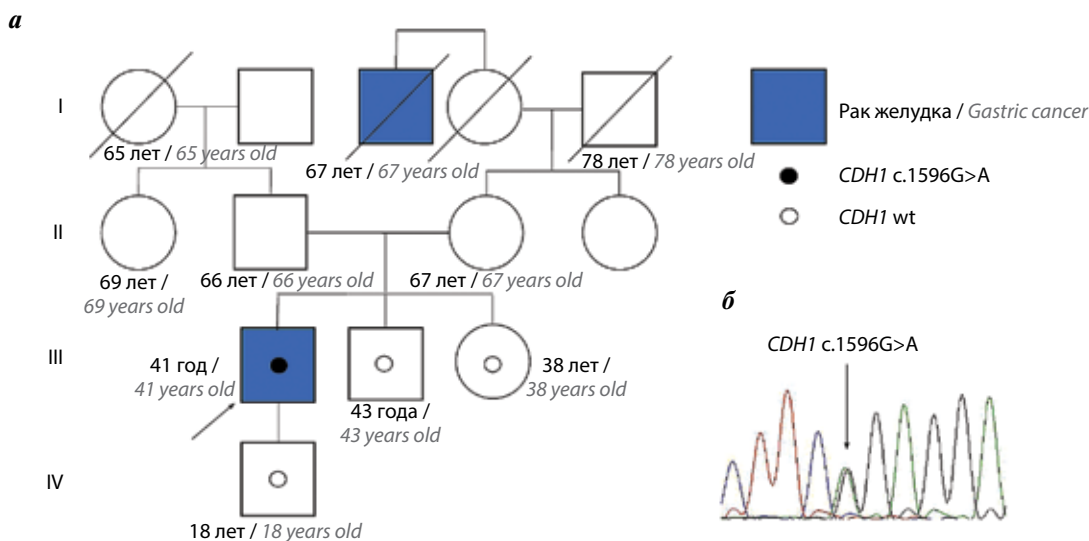 а
I
65 лет / 65 years old
67 лет / 67 years old
78 лет / 78 years old
Рак желудка / Gastric cancer
CDH1 c.1596G>A
CDH1 wt
II
69 лет /
69 years old
66 лет / 66 years old
67 лет / 67 years old
III
41 год /
41 years old
43 года /
43 years old
38 лет /
38 years old
IV
18 лет / 18 years old
б
CDH1 c.1596G>A